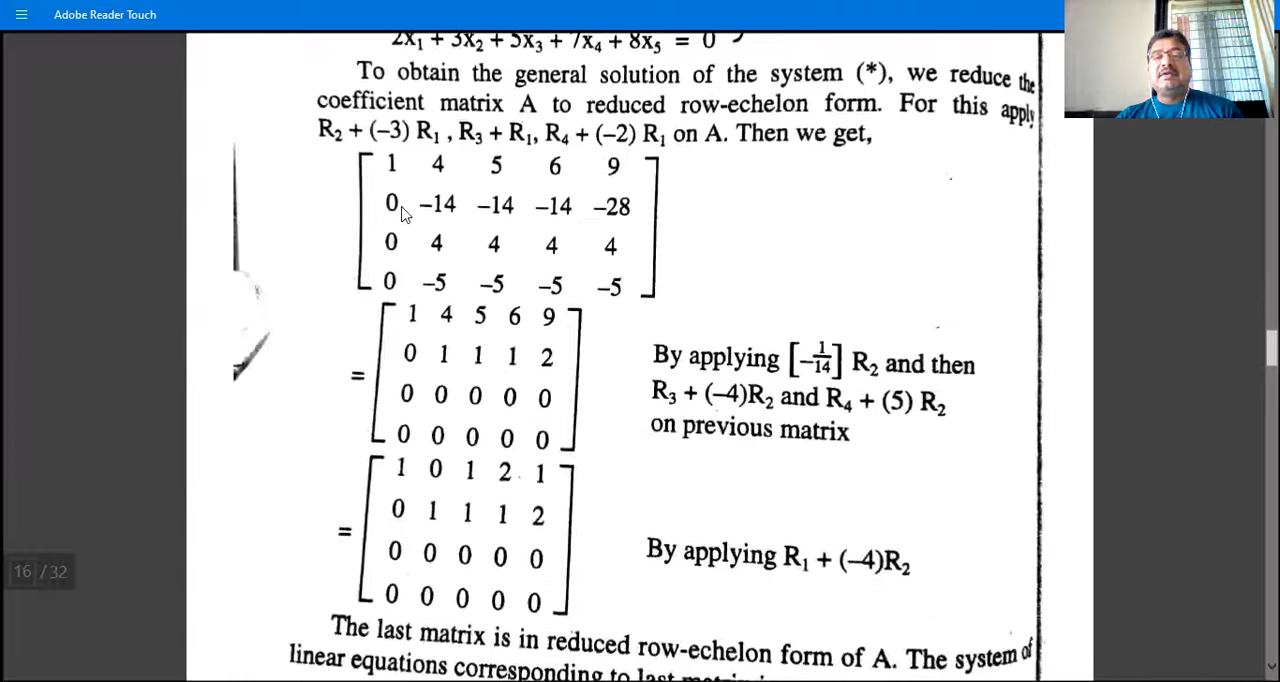 Adobe Reader Touch
2x₁ + 3x₂ + 5x₃ + 7x₄ + 8x₅ = 0
To obtain the general solution of the system (*), we reduce the
coefficient matrix A to reduced row-echelon form. For this apply
R₂ + (–3) R₁ , R₃ + R₁, R₄ + (–2) R₁ on A. Then we get,
1 4 5 6 9
0 –14 –14 –14 –28
0 4 4 4 4
0 –5 –5 –5 –5
1 4 5 6 9
0 1 1 1 2
=
0 0 0 0 0
0 0 0 0 0
By applying [–1/14] R₂ and then
R₃ + (–4)R₂ and R₄ + (5) R₂
on previous matrix
1 0 1 2 1
0 1 1 1 2
=
0 0 0 0 0
0 0 0 0 0
By applying R₁ + (–4)R₂
16 / 32
The last matrix is in reduced row-echelon form of A. The system of
linear equations corresponding to last